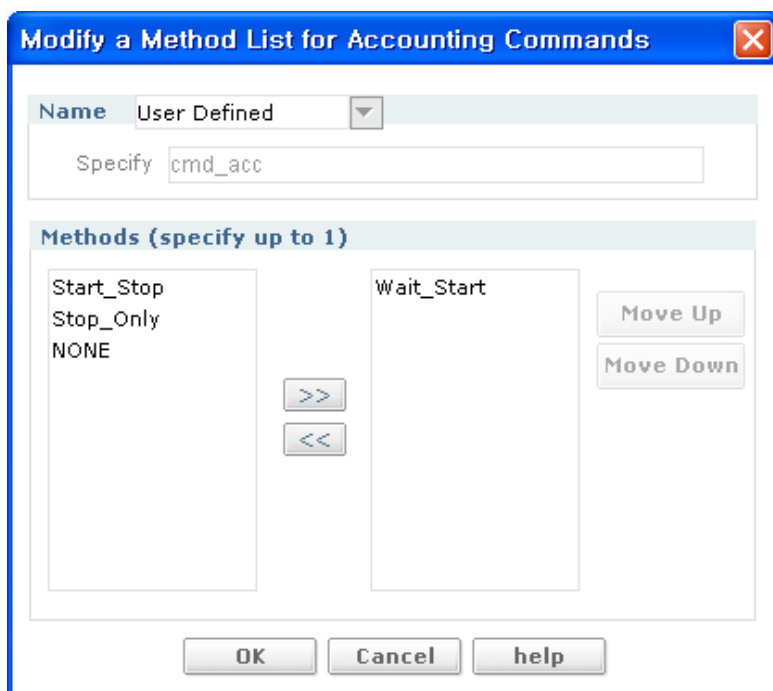 Modify a Method List for Accounting Commands
Name User Defined
Specify cmd_acc
Methods (specify up to 1)
Start_Stop
Stop_Only
NONE
>>
<<
Wait_Start
Move Up
Move Down
OK Cancel help